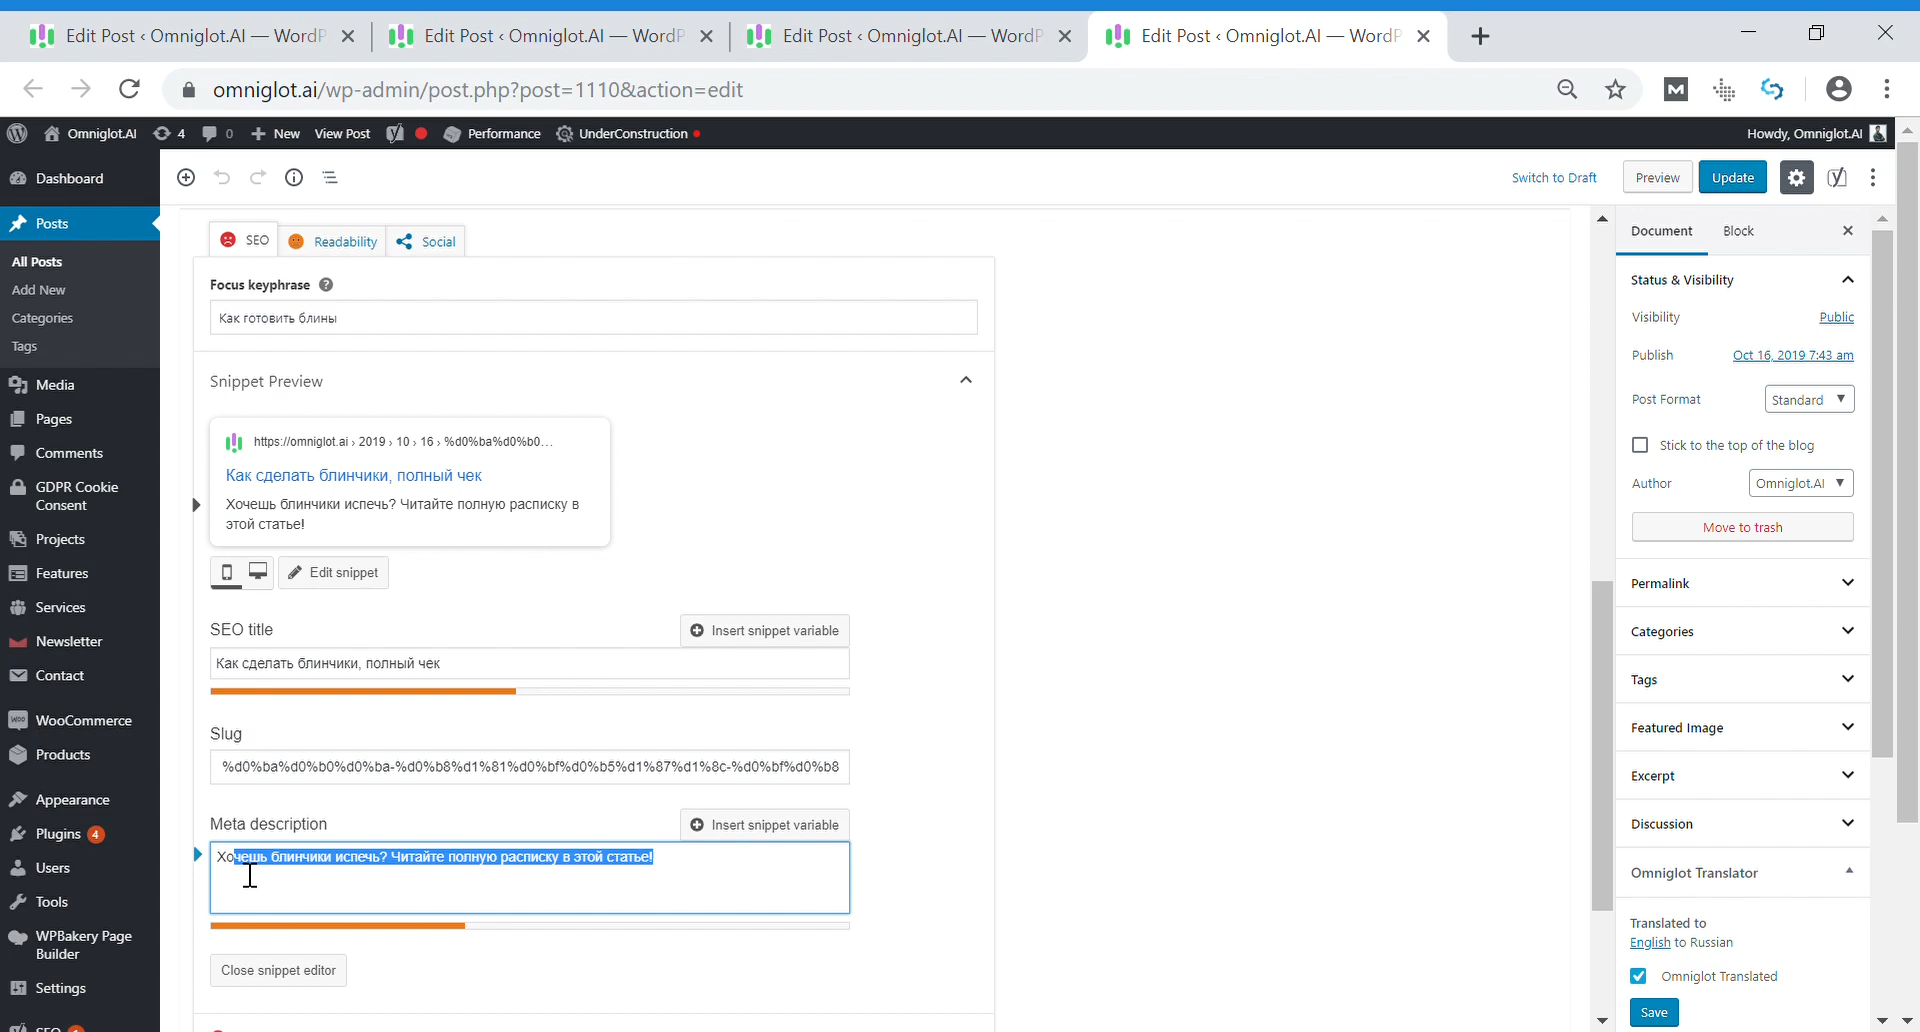 Edit Post ‹ Omniglot.AI — WordP
Edit Post ‹ Omniglot.AI — WordP
Edit Post ‹ Omniglot.AI — WordP
Edit Post ‹ Omniglot.AI — WordP
omniglot.ai/wp-admin/post.php?post=1110&action=edit
Omniglot.AI 4 0 New View Post Performance UnderConstruction Howdy, Omniglot.AI
Dashboard
Posts
All Posts
Add New
Categories
Tags
Media
Pages
Comments
GDPR Cookie
Consent
Projects
Features
Services
Newsletter
Contact
WooCommerce
Products
Appearance
Plugins 4
Users
Tools
WPBakery Page
Builder
Settings
Switch to Draft Preview Update
SEO Readability Social
Focus keyphrase ?
Как готовить блины
Snippet Preview
https://omniglot.ai › 2019 › 10 › 16 › %d0%ba%d0%b0...
Как сделать блинчики, полный чек
Хочешь блинчики испечь? Читайте полную расписку в
этой статье!
Edit snippet
SEO title Insert snippet variable
Как сделать блинчики, полный чек
Slug
%d0%ba%d0%b0%d0%ba-%d0%b8%d1%81%d0%bf%d0%b5%d1%87%d1%8c-%d0%bf%d0%b8
Meta description Insert snippet variable
Хочешь блинчики испечь? Читайте полную расписку в этой статье!
Close snippet editor
Document Block
Status & Visibility
Visibility Public
Publish Oct 16, 2019 7:43 am
Post Format Standard
Stick to the top of the blog
Author Omniglot.AI
Move to trash
Permalink
Categories
Tags
Featured Image
Excerpt
Discussion
Omniglot Translator
Translated to
English to Russian
Omniglot Translated
Save